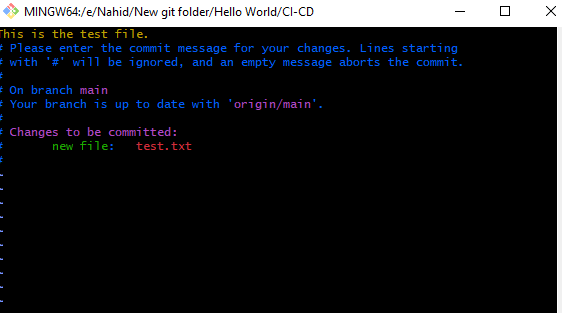 MINGW64:/e/Nahid/New git folder/Hello World/CI-CD
This is the test file.
# Please enter the commit message for your changes. Lines starting
# with '#' will be ignored, and an empty message aborts the commit.
#
# On branch main
# Your branch is up to date with 'origin/main'.
#
# Changes to be committed:
#       new file:   test.txt
#
~
~
~
~
~
~
~
~
~
~